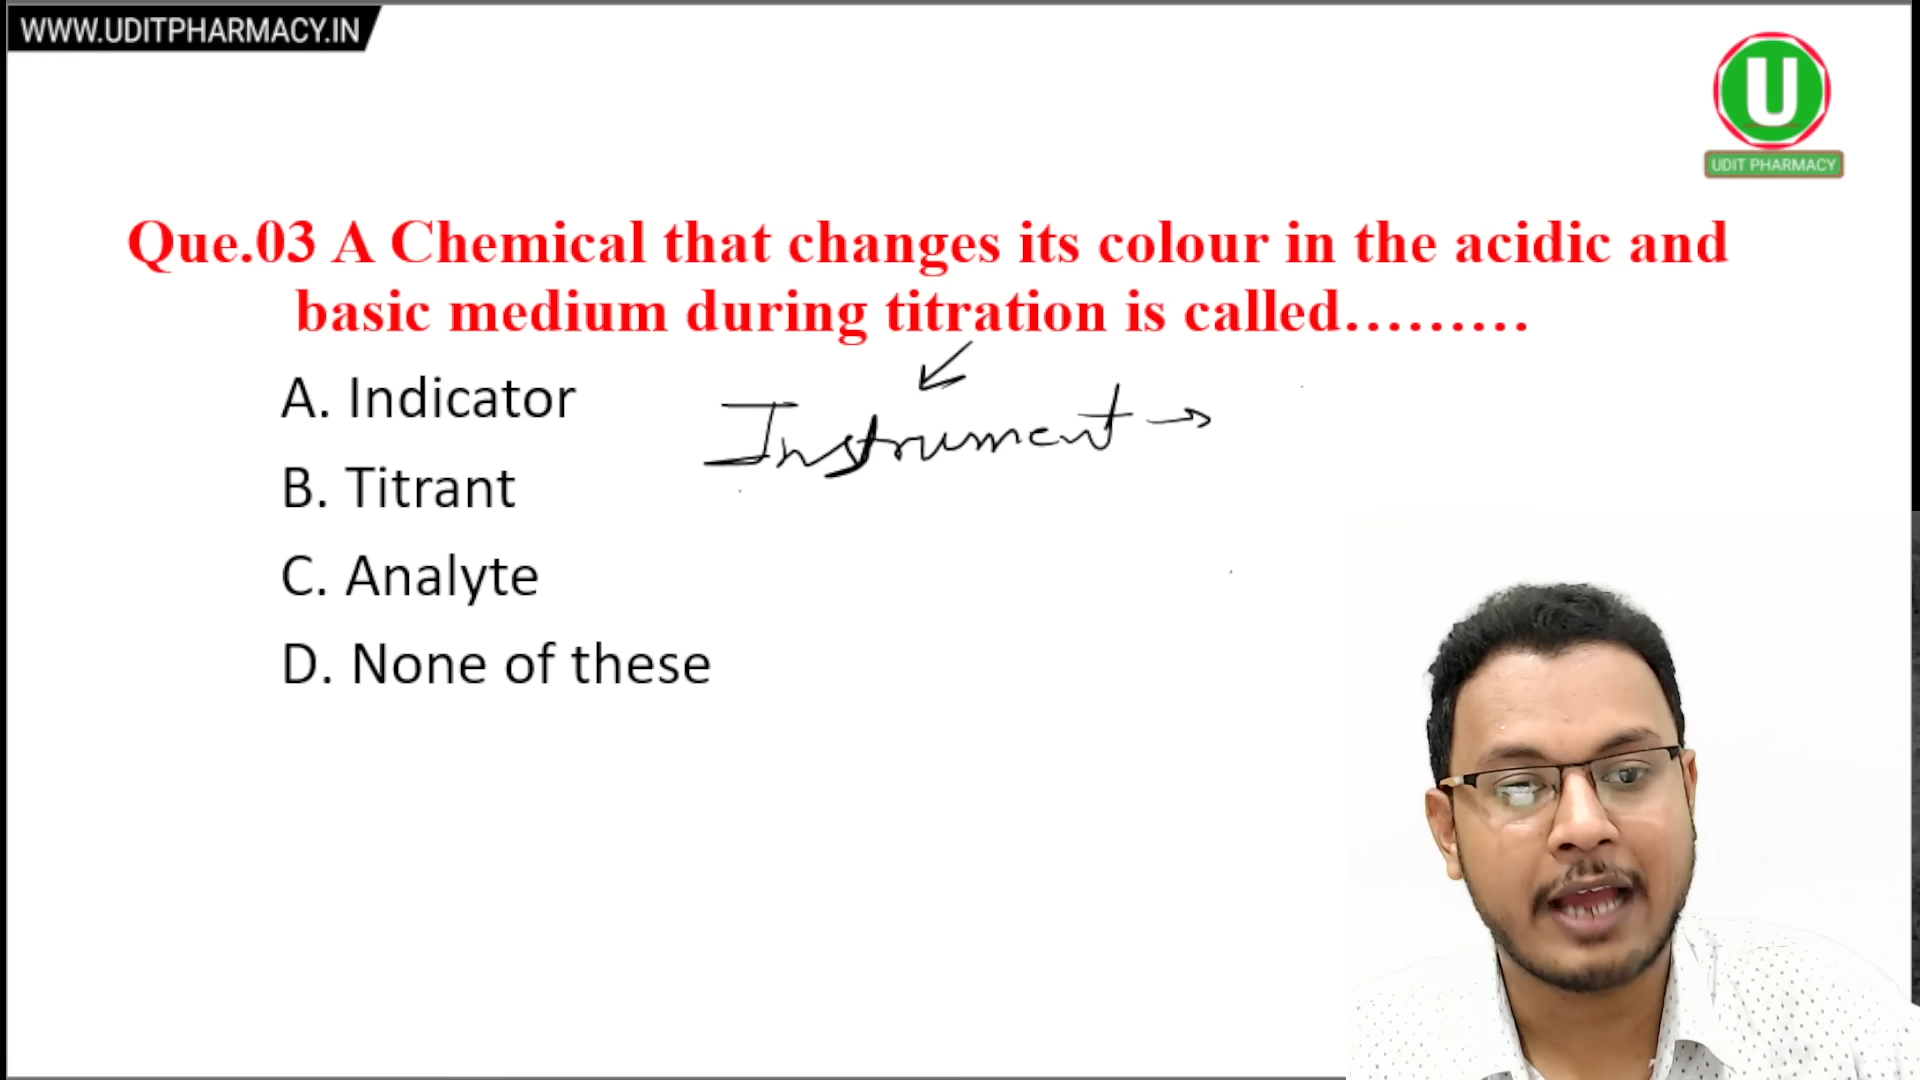 WWW.UDITPHARMACY.IN
U
UDIT PHARMACY
Que.03 A Chemical that changes its colour in the acidic and
basic medium during titration is called………
A. Indicator
Instrument →
B. Titrant
C. Analyte
D. None of these